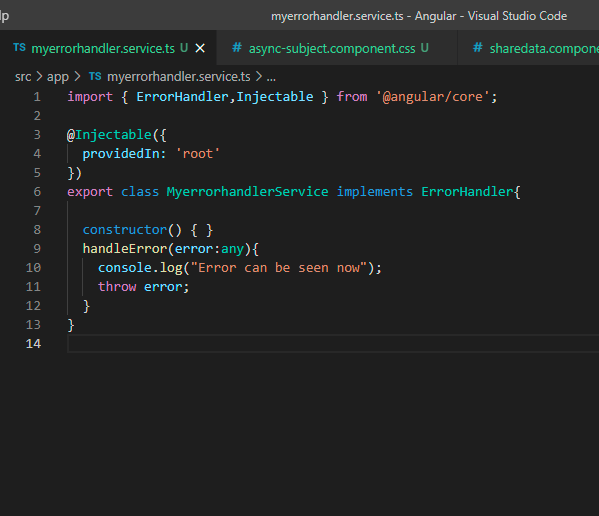 lp myerrorhandler.service.ts - Angular - Visual Studio Code
TS myerrorhandler.service.ts U × # async-subject.component.css U # sharedata.compone
src > app > TS myerrorhandler.service.ts > ...
1 import { ErrorHandler,Injectable } from '@angular/core';
2
3 @Injectable({
4 providedIn: 'root'
5 })
6 export class MyerrorhandlerService implements ErrorHandler{
7
8 constructor() { }
9 handleError(error:any){
10 console.log("Error can be seen now");
11 throw error;
12 }
13 }
14